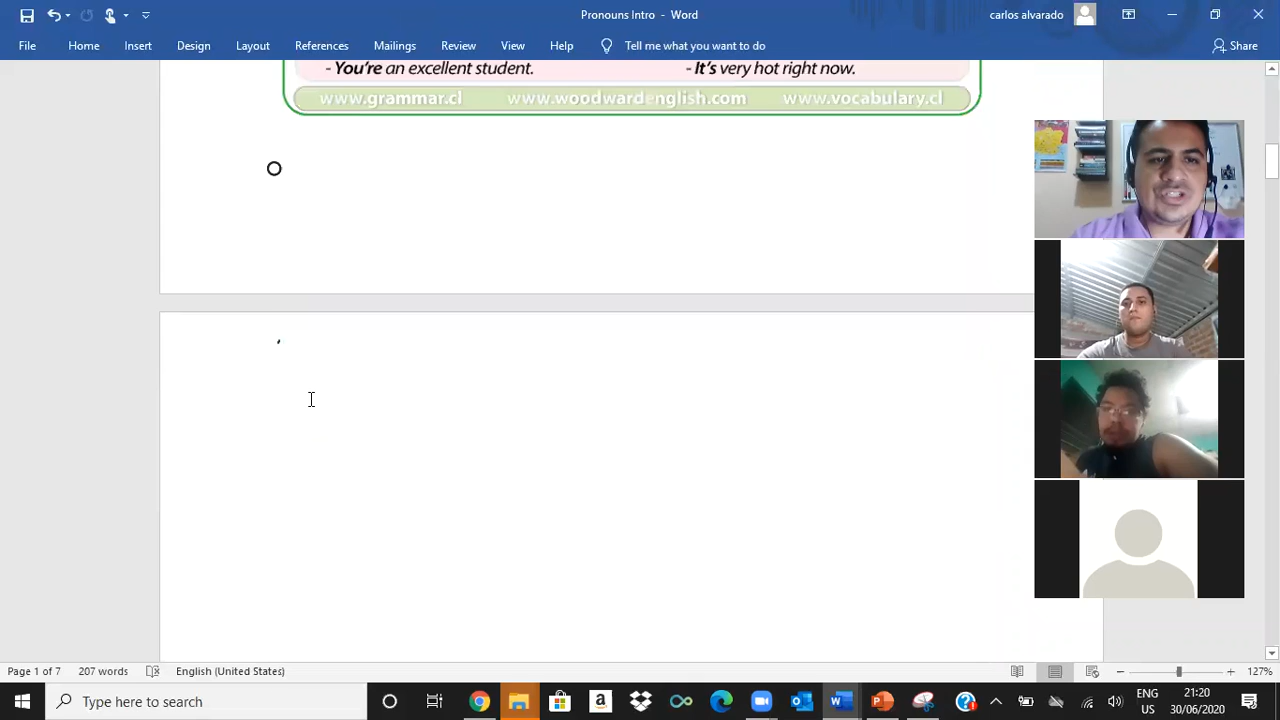 Pronouns Intro - Word
carlos alvarado
File Home Insert Design Layout References Mailings Review View Help Tell me what you want to do Share
- You're an excellent student. - It's very hot right now.
www.grammar.cl www.woodwardenglish.com www.vocabulary.cl
O
Page 1 of 7 207 words English (United States) 127%
Type here to search
ENG
US
21:20
30/06/2020